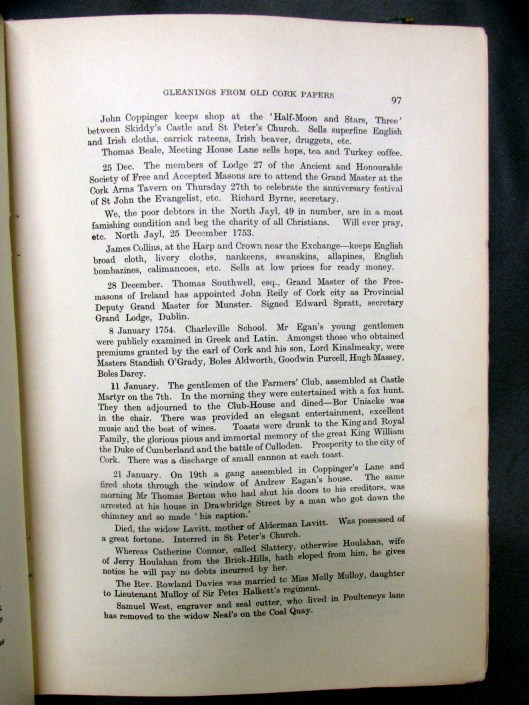 GLEANINGS FROM OLD CORK PAPERS
97
John Coppinger keeps shop at the 'Half-Moon and Stars, Three'
between Skiddy's Castle and St Peter's Church. Sells superfine English
and Irish cloths, carrick rateens, Irish beaver, druggets, etc.
Thomas Beale, Meeting House Lane sells hops, tea and Turkey coffee.
25 Dec. The members of Lodge 27 of the Ancient and Honourable
Society of Free and Accepted Masons are to attend the Grand Master at the
Cork Arms Tavern on Thursday 27th to celebrate the anniversary festival
of St John the Evangelist, etc. Richard Byrne, secretary.
We, the poor debtors in the North Jayl, 49 in number, are in a most
famishing condition and beg the charity of all Christians. Will ever pray,
etc. North Jayl, 25 December 1753.
James Collins, at the Harp and Crown near the Exchange—keeps English
broad cloth, livery cloths, nankeens, swanskins, allapines, English
bombazines, calimancoes, etc. Sells at low prices for ready money.
28 December. Thomas Southwell, esq., Grand Master of the Free-
masons of Ireland has appointed John Reily of Cork city as Provincial
Deputy Grand Master for Munster. Signed Edward Spratt, secretary
Grand Lodge, Dublin.
8 January 1754. Charleville School. Mr Egan's young gentlemen
were publicly examined in Greek and Latin. Amongst those who obtained
premiums granted by the earl of Cork and his son, Lord Kinalmeaky, were
Masters Standish O'Grady, Boles Aldworth, Goodwin Purcell, Hugh Massey,
Boles Darcy.
11 January. The gentlemen of the Farmers' Club, assembled at Castle
Martyr on the 7th. In the morning they were entertained with a fox hunt.
They then adjourned to the Club-House and dined—Bor Uniacke was
in the chair. There was provided an elegant entertainment, excellent
music and the best of wines. Toasts were drunk to the King and Royal
Family, the glorious pious and immortal memory of the great King William
the Duke of Cumberland and the battle of Culloden. Prosperity to the city of
Cork. There was a discharge of small cannon at each toast.
21 January. On 19th a gang assembled in Coppinger's Lane and
fired shots through the window of Andrew Eagan's house. The same
morning Mr Thomas Berton who had shut his doors to his creditors, was
arrested at his house in Drawbridge Street by a man who got down the
chimney and so made 'his caption.'
Died, the widow Lavitt, mother of Alderman Lavitt. Was possessed of
a great fortune. Interred in St Peter's Church.
Whereas Catherine Connor, called Slattery, otherwise Houlahan, wife
of Jerry Houlahan from the Brick-Hills, hath eloped from him, he gives
notice he will pay no debts incurred by her.
The Rev. Rowland Davies was married to Miss Molly Mulloy, daughter
to Lieutenant Mulloy of Sir Peter Halkett's regiment.
Samuel West, engraver and seal cutter, who lived in Poulteneys lane
has removed to the widow Neal's on the Coal Quay.